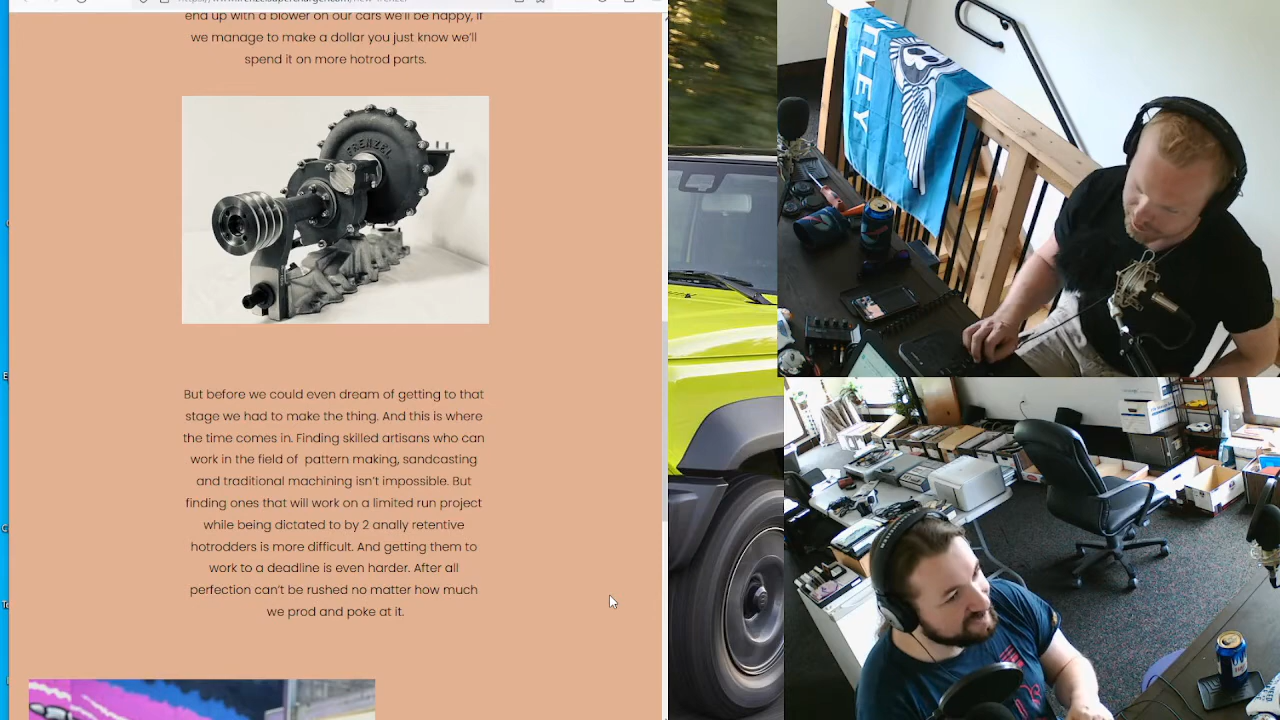 end up with a blower on our cars we'll be happy, if
we manage to make a dollar you just know we'll
spend it on more hotrod parts.
FRENZEL
But before we could even dream of getting to that
stage we had to make the thing. And this is where
the time comes in. Finding skilled artisans who can
work in the field of pattern making, sandcasting
and traditional machining isn't impossible. But
finding ones that will work on a limited run project
while being dictated to by 2 anally retentive
hotrodders is more difficult. And getting them to
work to a deadline is even harder. After all
perfection can't be rushed no matter how much
we prod and poke at it.
TLEY